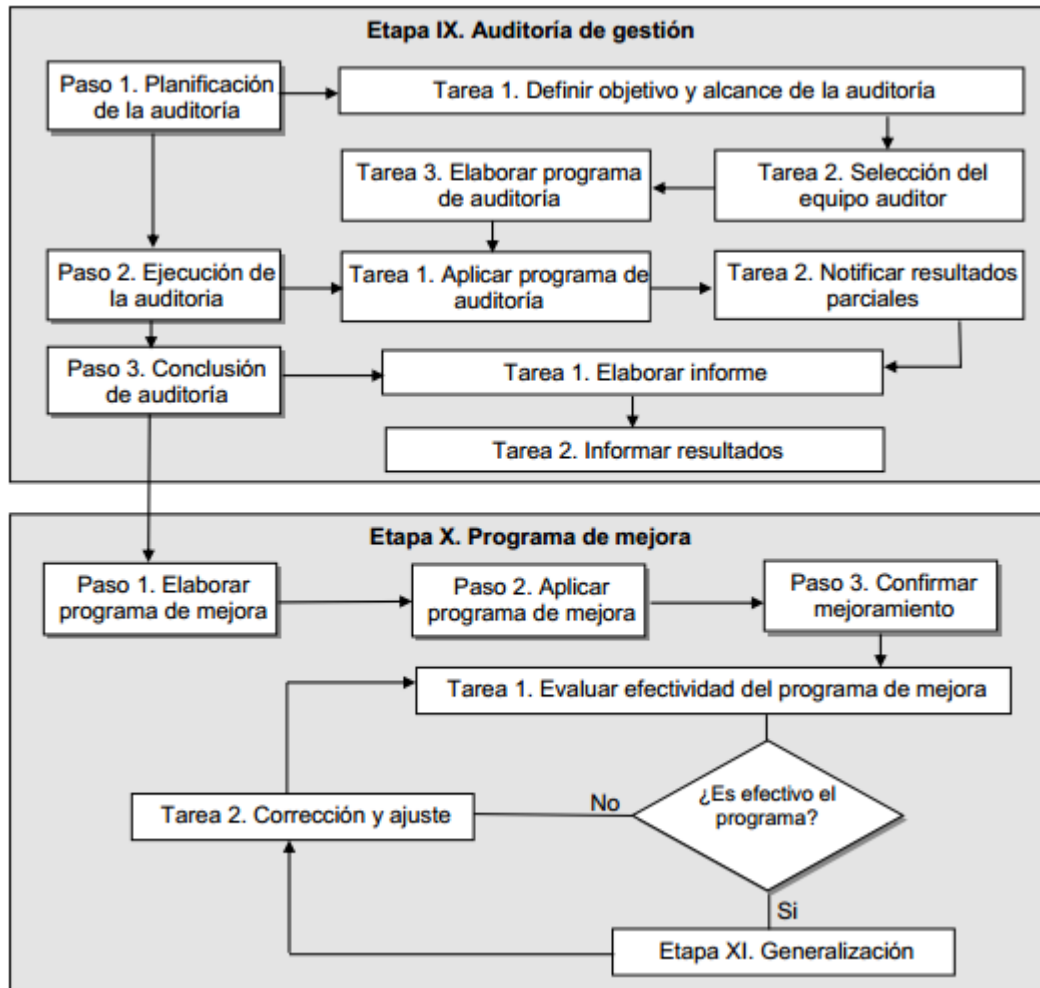 Etapa IX. Auditoría de gestión
Paso 1. Planificación
de la auditoría
Tarea 1. Definir objetivo y alcance de la auditoría
Tarea 3. Elaborar programa
de auditoría
Tarea 2. Selección del
equipo auditor
Paso 2. Ejecución de
la auditoria
Tarea 1. Aplicar programa de
auditoría
Tarea 2. Notificar resultados
parciales
Paso 3. Conclusión
de auditoría
Tarea 1. Elaborar informe
Tarea 2. Informar resultados
Etapa X. Programa de mejora
Paso 1. Elaborar
programa de mejora
Paso 2. Aplicar
programa de mejora
Paso 3. Confirmar
mejoramiento
Tarea 1. Evaluar efectividad del programa de mejora
¿Es efectivo el
programa?
No
Tarea 2. Corrección y ajuste
Si
Etapa XI. Generalización